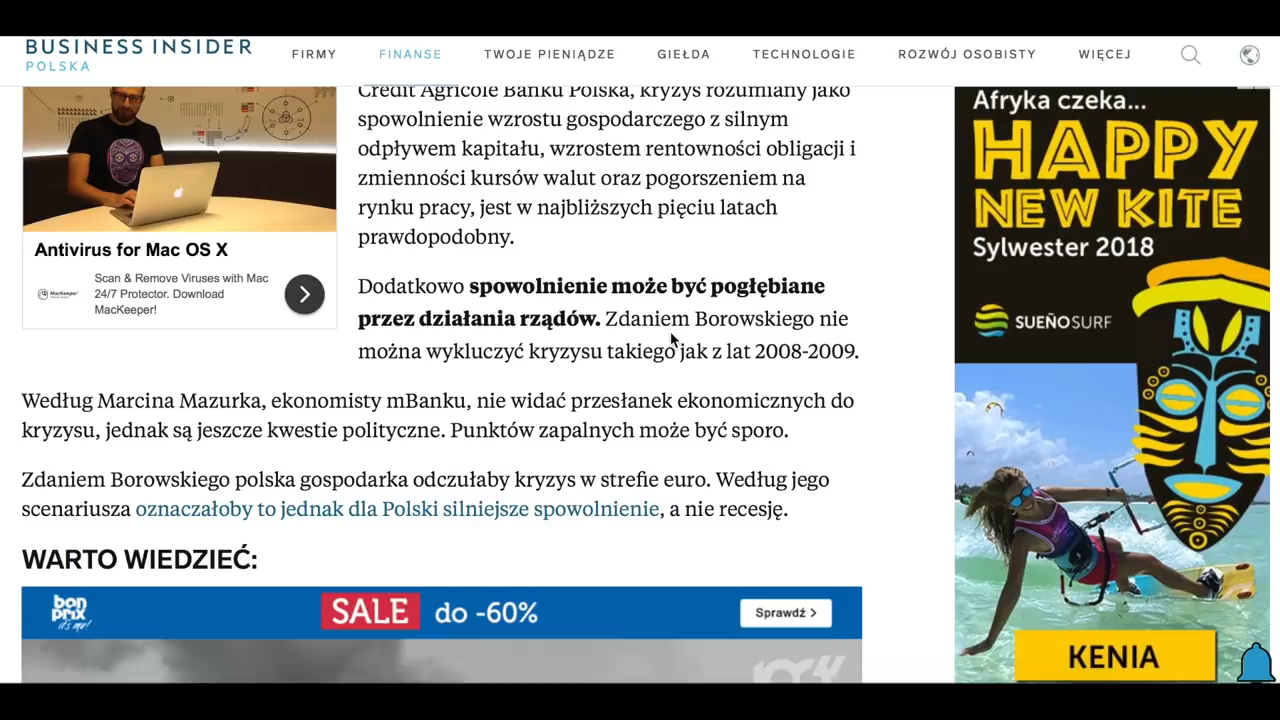 BUSINESS INSIDER
POLSKA
FIRMY
FINANSE
TWOJE PIENIĄDZE
GIEŁDA
TECHNOLOGIE
ROZWÓJ OSOBISTY
WIĘCEJ
Credit Agricole Banku Polska, kryzys rozumiany jako
spowolnienie wzrostu gospodarczego z silnym
odpływem kapitału, wzrostem rentowności obligacji i
zmienności kursów walut oraz pogorszeniem na
rynku pracy, jest w najbliższych pięciu latach
prawdopodobny.
Antivirus for Mac OS X
MacKeeper
Scan & Remove Viruses with Mac
24/7 Protector. Download
MacKeeper!
Dodatkowo spowolnienie może być pogłębiane
przez działania rządów. Zdaniem Borowskiego nie
można wykluczyć kryzysu takiego jak z lat 2008-2009.
Według Marcina Mazurka, ekonomisty mBanku, nie widać przesłanek ekonomicznych do
kryzysu, jednak są jeszcze kwestie polityczne. Punktów zapalnych może być sporo.
Zdaniem Borowskiego polska gospodarka odczułaby kryzys w strefie euro. Według jego
scenariusza oznaczałoby to jednak dla Polski silniejsze spowolnienie, a nie recesję.
WARTO WIEDZIEĆ:
bon
prix
it's me!
SALE do -60%
Sprawdź >
Afryka czeka...
HAPPY
NEW KITE
Sylwester 2018
SUEÑOSURF
KENIA